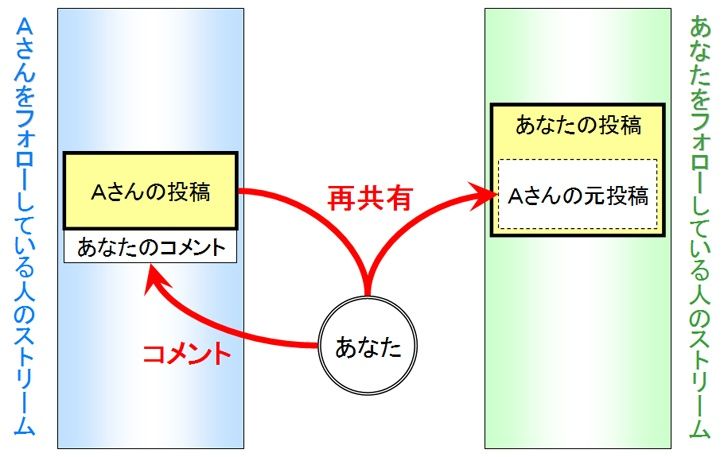 Aさんをフォローしている人のストリーム
Aさんの投稿
あなたのコメント
コメント
再共有
あなた
あなたの投稿
Aさんの元投稿
あなたをフォローしている人のストリーム